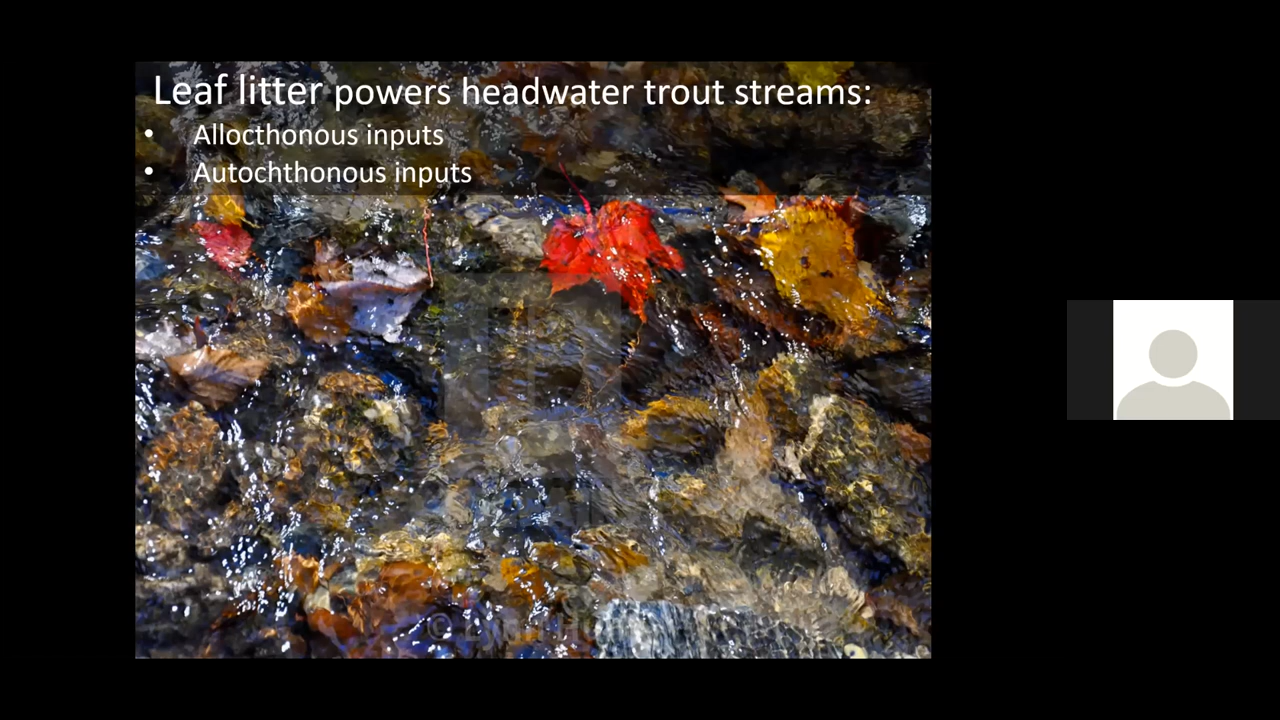 Leaf litter powers headwater trout streams:
• Allocthonous inputs
• Autochthonous inputs